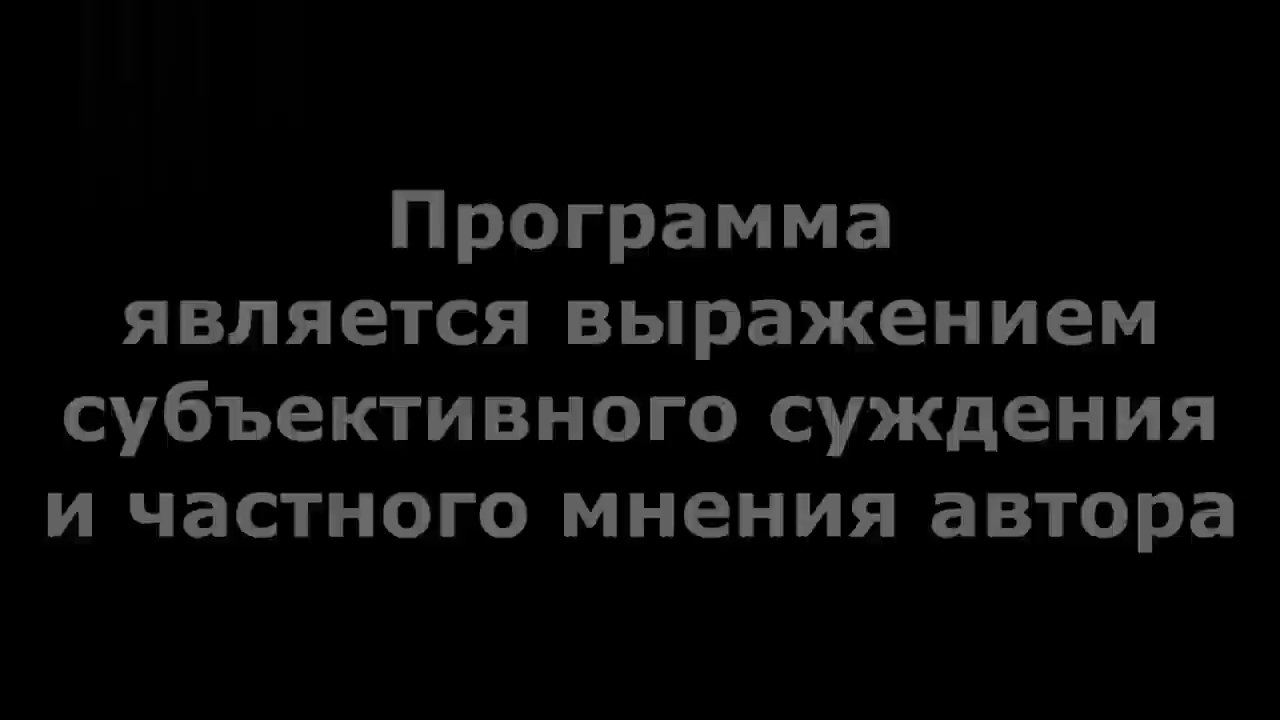 Программа
является выражением
субъективного суждения
и частного мнения автора